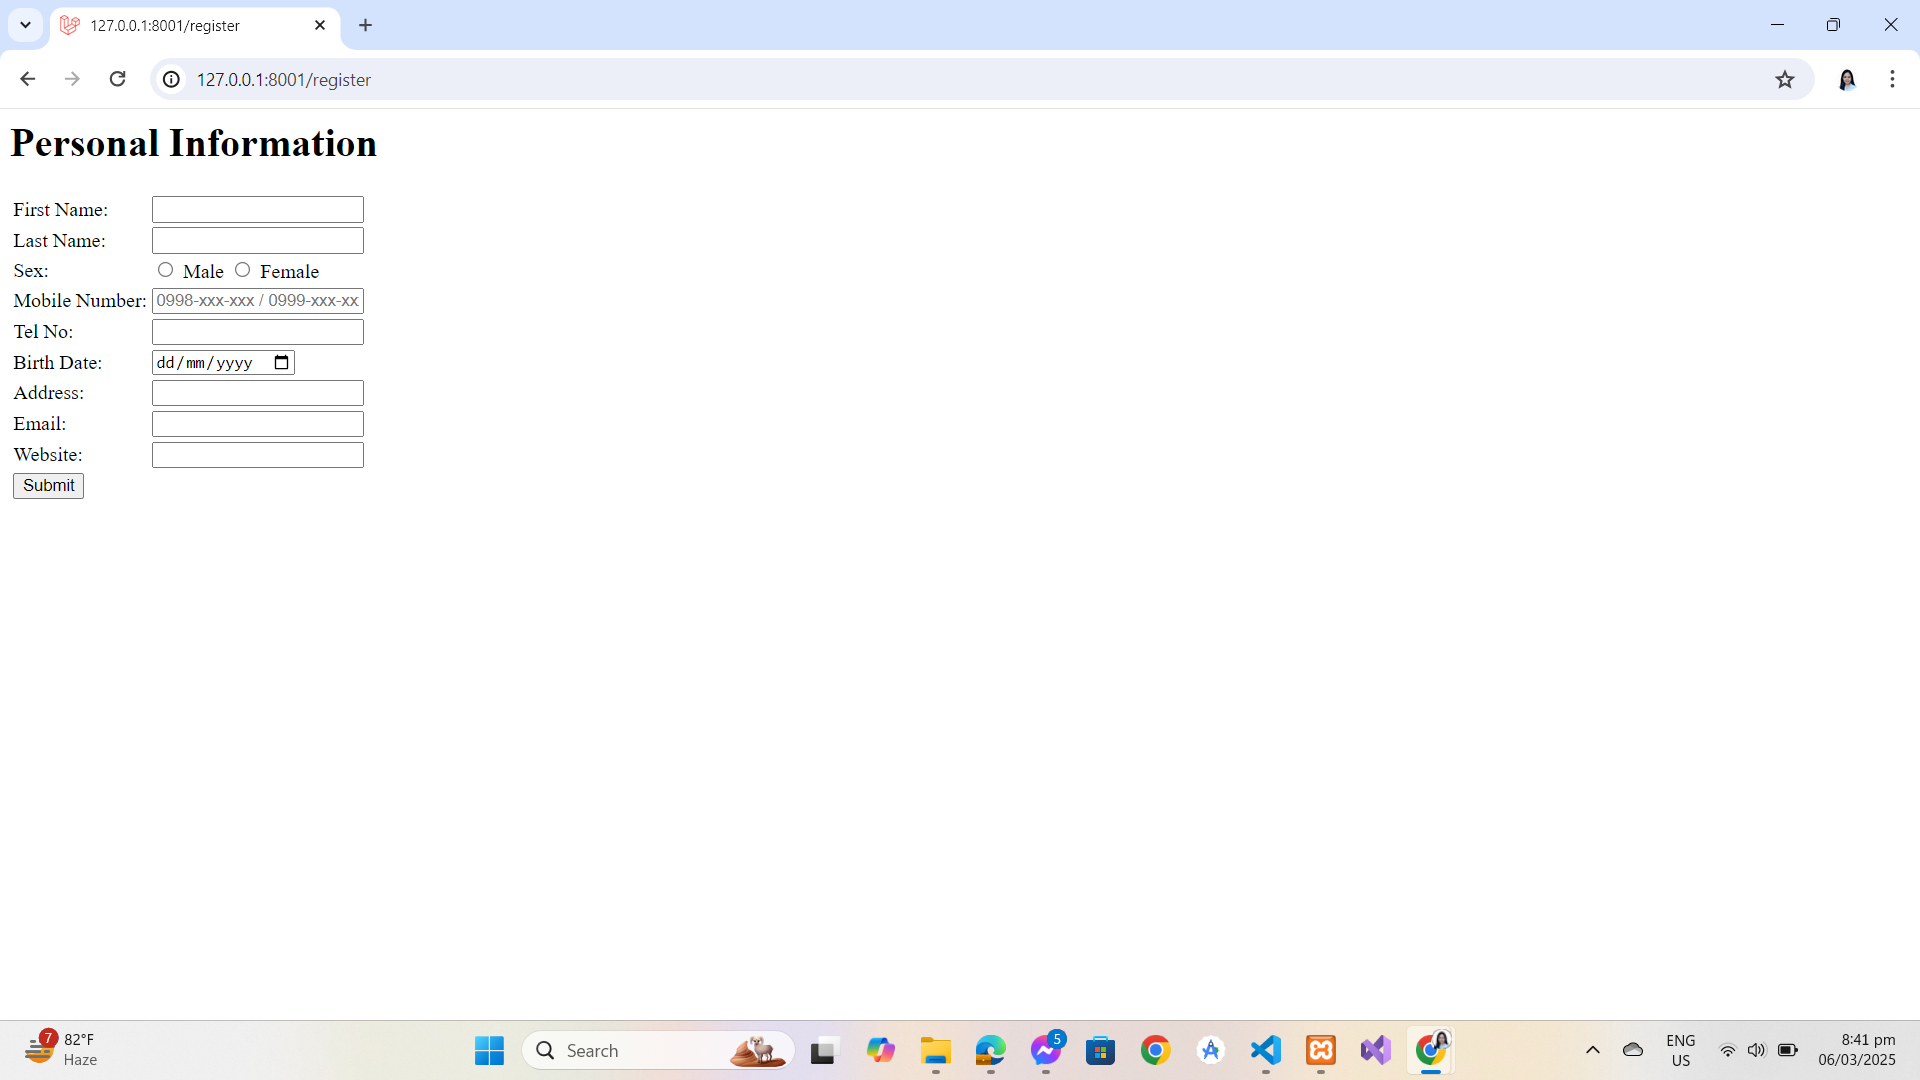 127.0.0.1:8001/register
127.0.0.1:8001/register
Personal Information
First Name:
Last Name:
Sex: Male Female
Mobile Number: 0998-xxx-xxx / 0999-xxx-xx
Tel No:
Birth Date: dd/mm/yyyy
Address:
Email:
Website:
Submit
7 82°F
Haze
Search
5
ENG
US
8:41 pm
06/03/2025